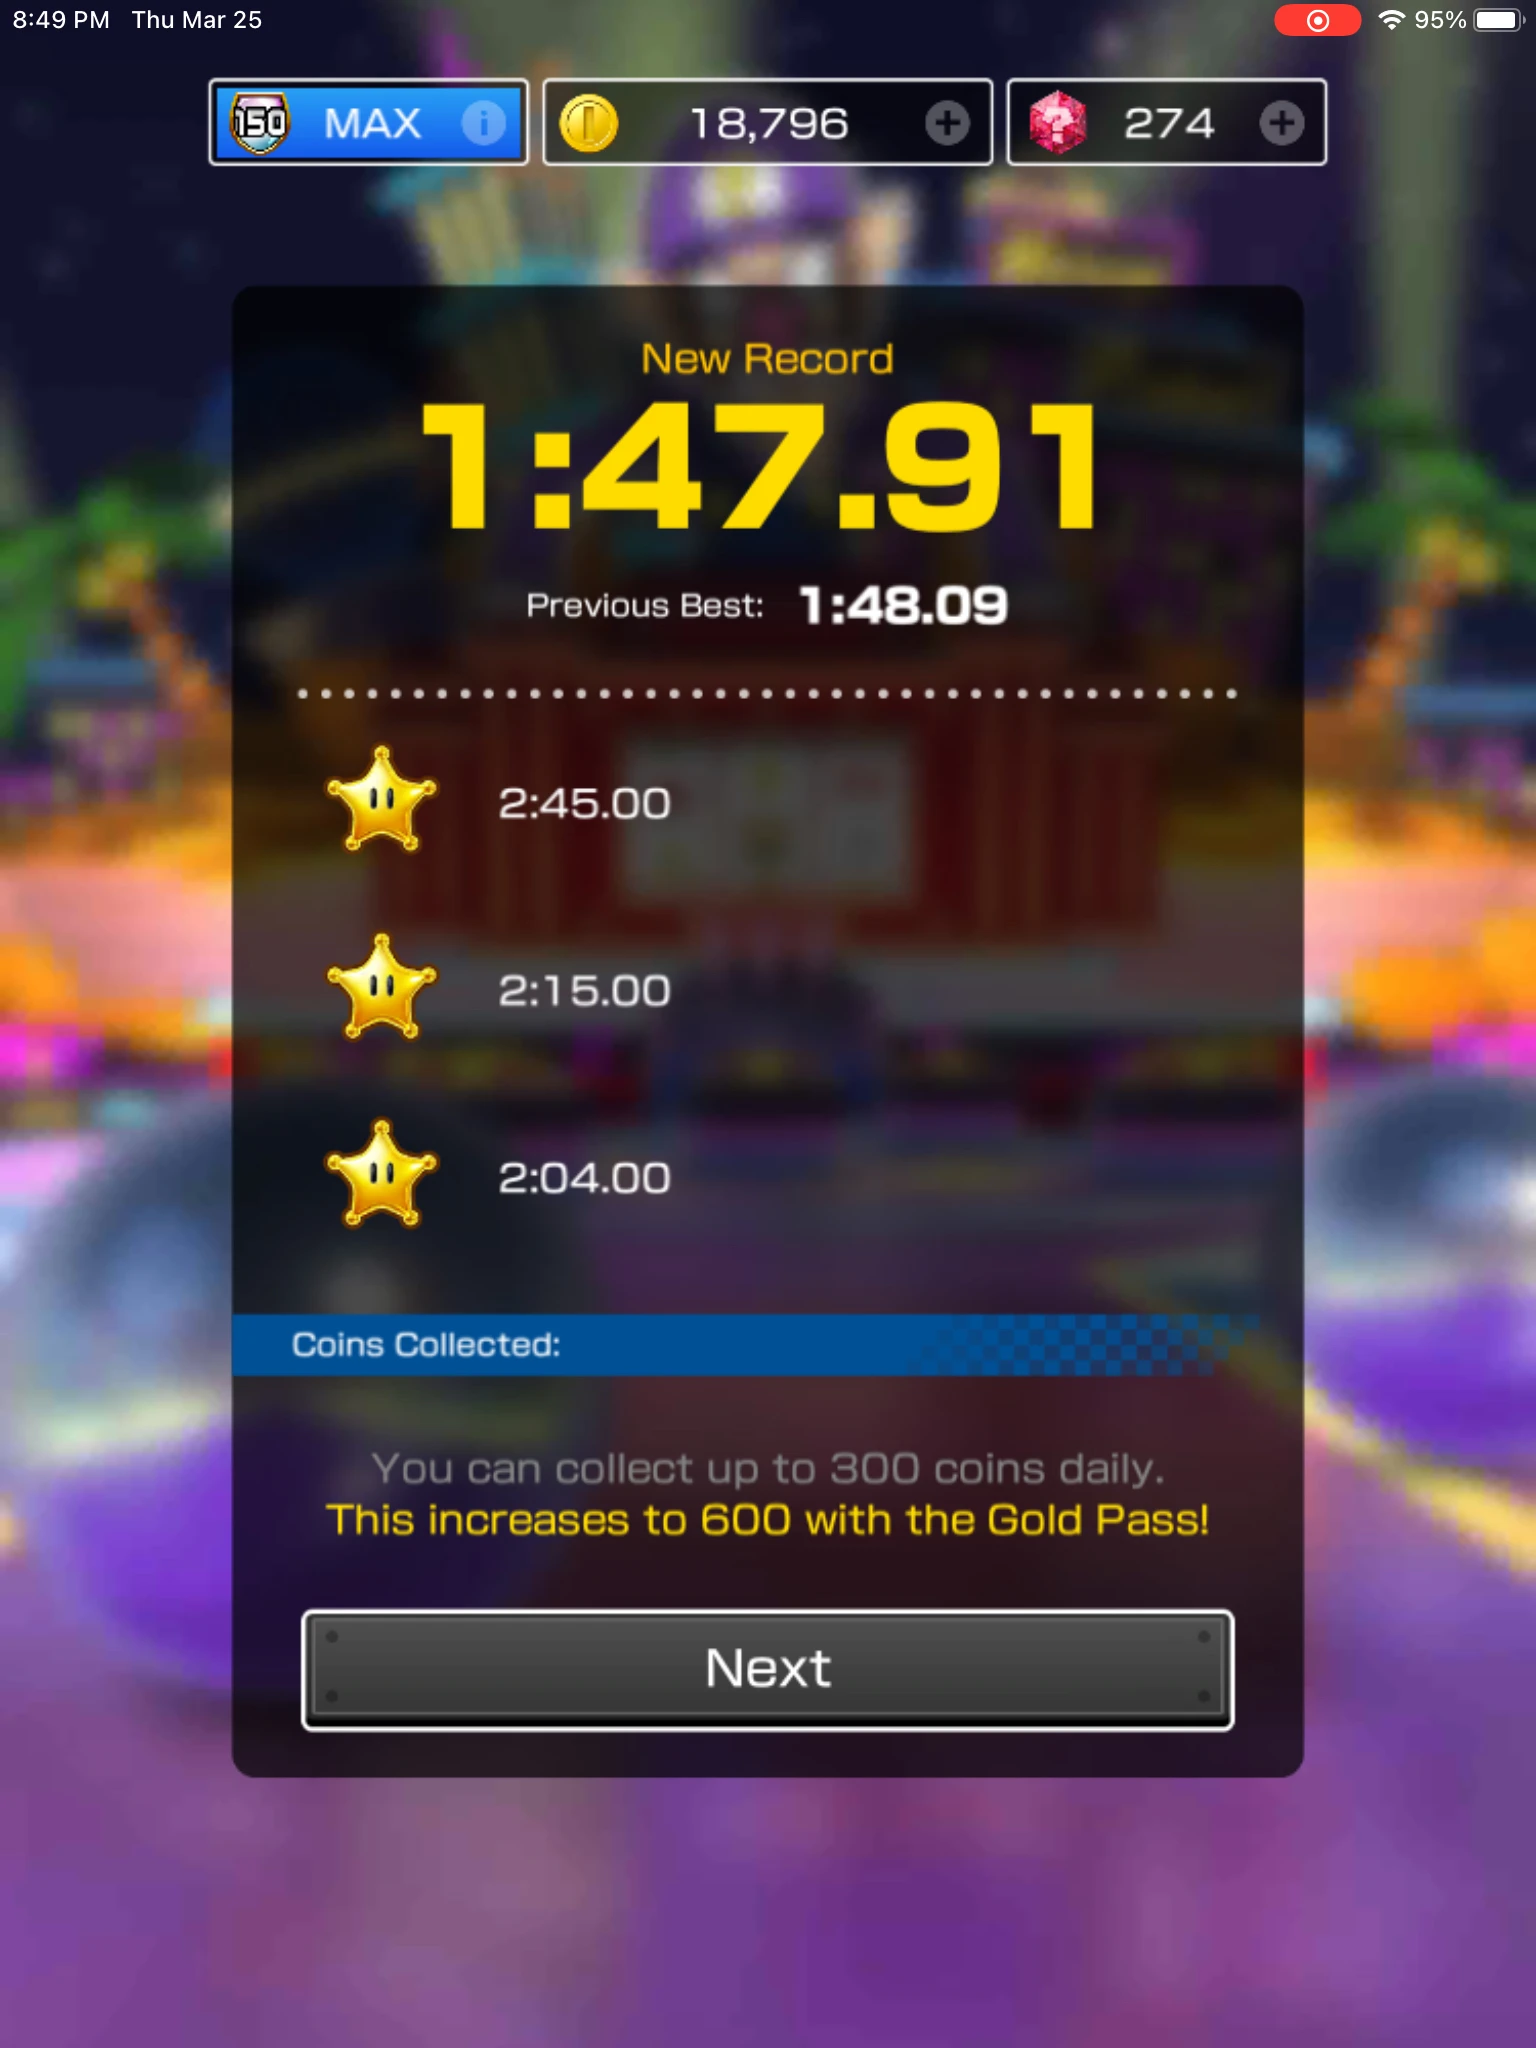 8:49 PM Thu Mar 25 95%
150 MAX i 18,796 + ? 274 +
New Record
1:47.91
Previous Best: 1:48.09
2:45.00
2:15.00
2:04.00
Coins Collected:
You can collect up to 300 coins daily.
This increases to 600 with the Gold Pass!
Next